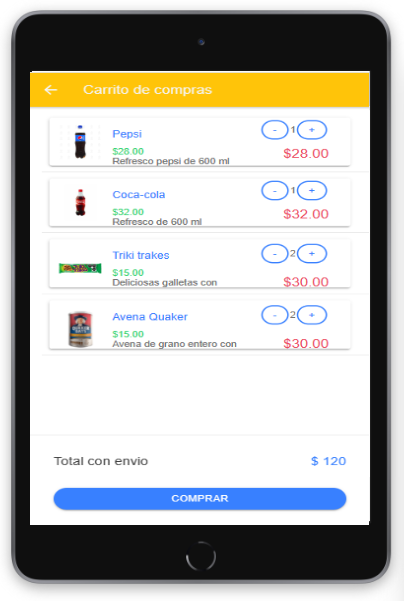 Carrito de compras
Pepsi
- 1 +
$28.00
$28.00
Refresco pepsi de 600 ml
Coca-cola
- 1 +
$32.00
$32.00
Refresco de 600 ml
Triki trakes
- 2 +
$15.00
$30.00
Deliciosas galletas con
Avena Quaker
- 2 +
$15.00
$30.00
Avena de grano entero con
Total con envio
$ 120
COMPRAR